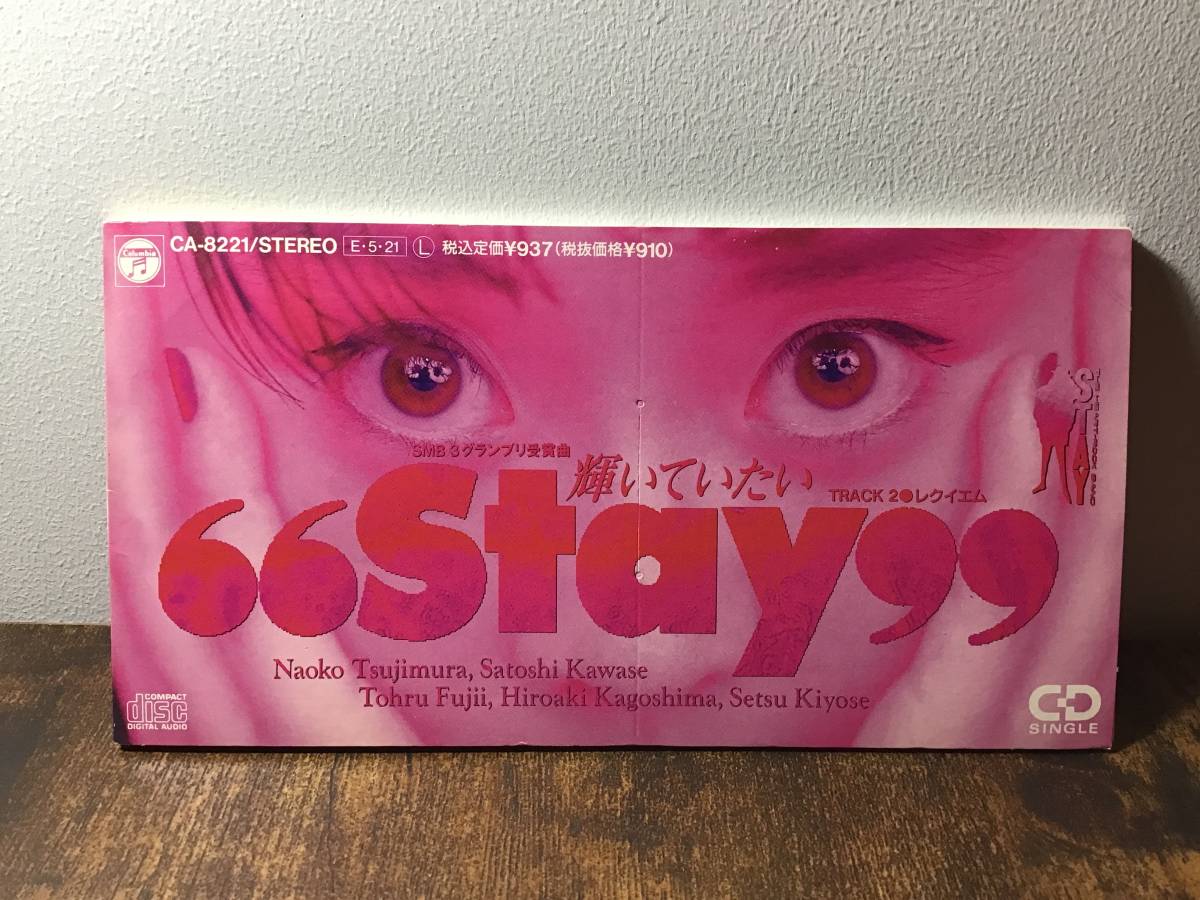 Columbia
CA-8221/STEREO E・5・21 Ⓛ 税込定価¥937(税抜価格¥910)
SMB 3グランプリ受賞曲
輝いていたい
TRACK 2●レクイエム
“Stay”
STAY
Naoko Tsujimura, Satoshi Kawase
Tohru Fujii, Hiroaki Kagoshima, Setsu Kiyose
COMPACT
disc
DIGITAL AUDIO
CD
SINGLE